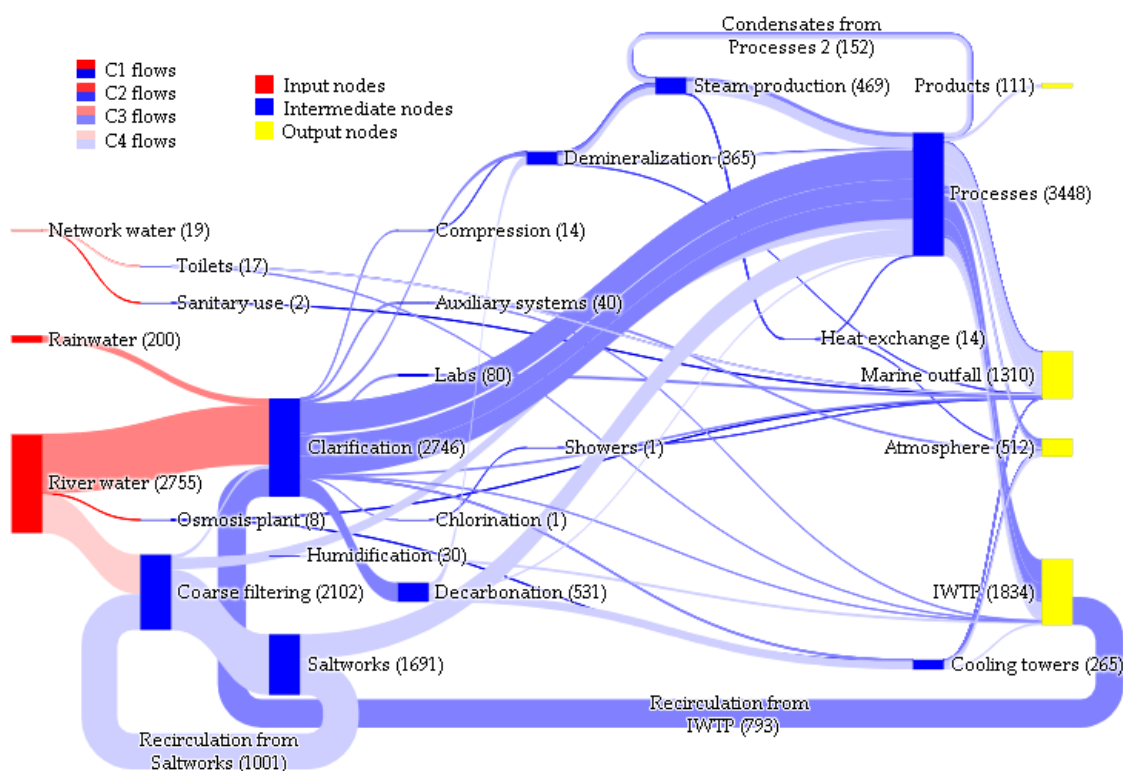 Condensates from
Processes 2 (152)
C1 flows
C2 flows
C3 flows
C4 flows
Input nodes
Intermediate nodes
Output nodes
Steam production (469)
Products (111)
Demineralization (365)
Processes (3448)
Network water (19)
Compression (14)
Toilets (17)
Sanitary use (2)
Auxiliary systems (40)
Rainwater (200)
Heat exchange (14)
Labs (80)
Marine outfall (1310)
Clarification (2746)
Showers (1)
Atmosphere (512)
River water (2755)
Osmosis plant (8)
Chlorination (1)
Humidification (30)
Coarse filtering (2102)
Decarbonation (531)
IWTP (1834)
Saltworks (1691)
Cooling towers (265)
Recirculation from
IWTP (793)
Recirculation from
Saltworks (1001)